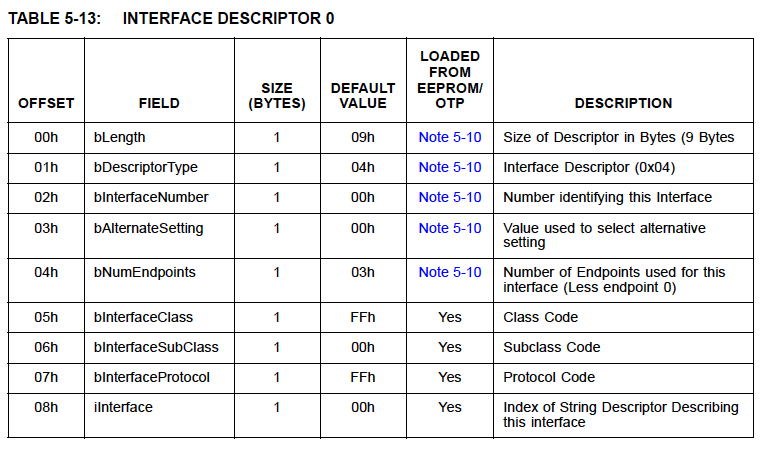 TABLE 5-13: INTERFACE DESCRIPTOR 0
OFFSET FIELD SIZE (BYTES) DEFAULT VALUE LOADED FROM EEPROM/ OTP DESCRIPTION
00h bLength 1 09h Note 5-10 Size of Descriptor in Bytes (9 Bytes
01h bDescriptorType 1 04h Note 5-10 Interface Descriptor (0x04)
02h bInterfaceNumber 1 00h Note 5-10 Number identifying this Interface
03h bAlternateSetting 1 00h Note 5-10 Value used to select alternative
setting
04h bNumEndpoints 1 03h Note 5-10 Number of Endpoints used for this
interface (Less endpoint 0)
05h bInterfaceClass 1 FFh Yes Class Code
06h bInterfaceSubClass 1 00h Yes Subclass Code
07h bInterfaceProtocol 1 FFh Yes Protocol Code
08h iInterface 1 00h Yes Index of String Descriptor Describing
this interface